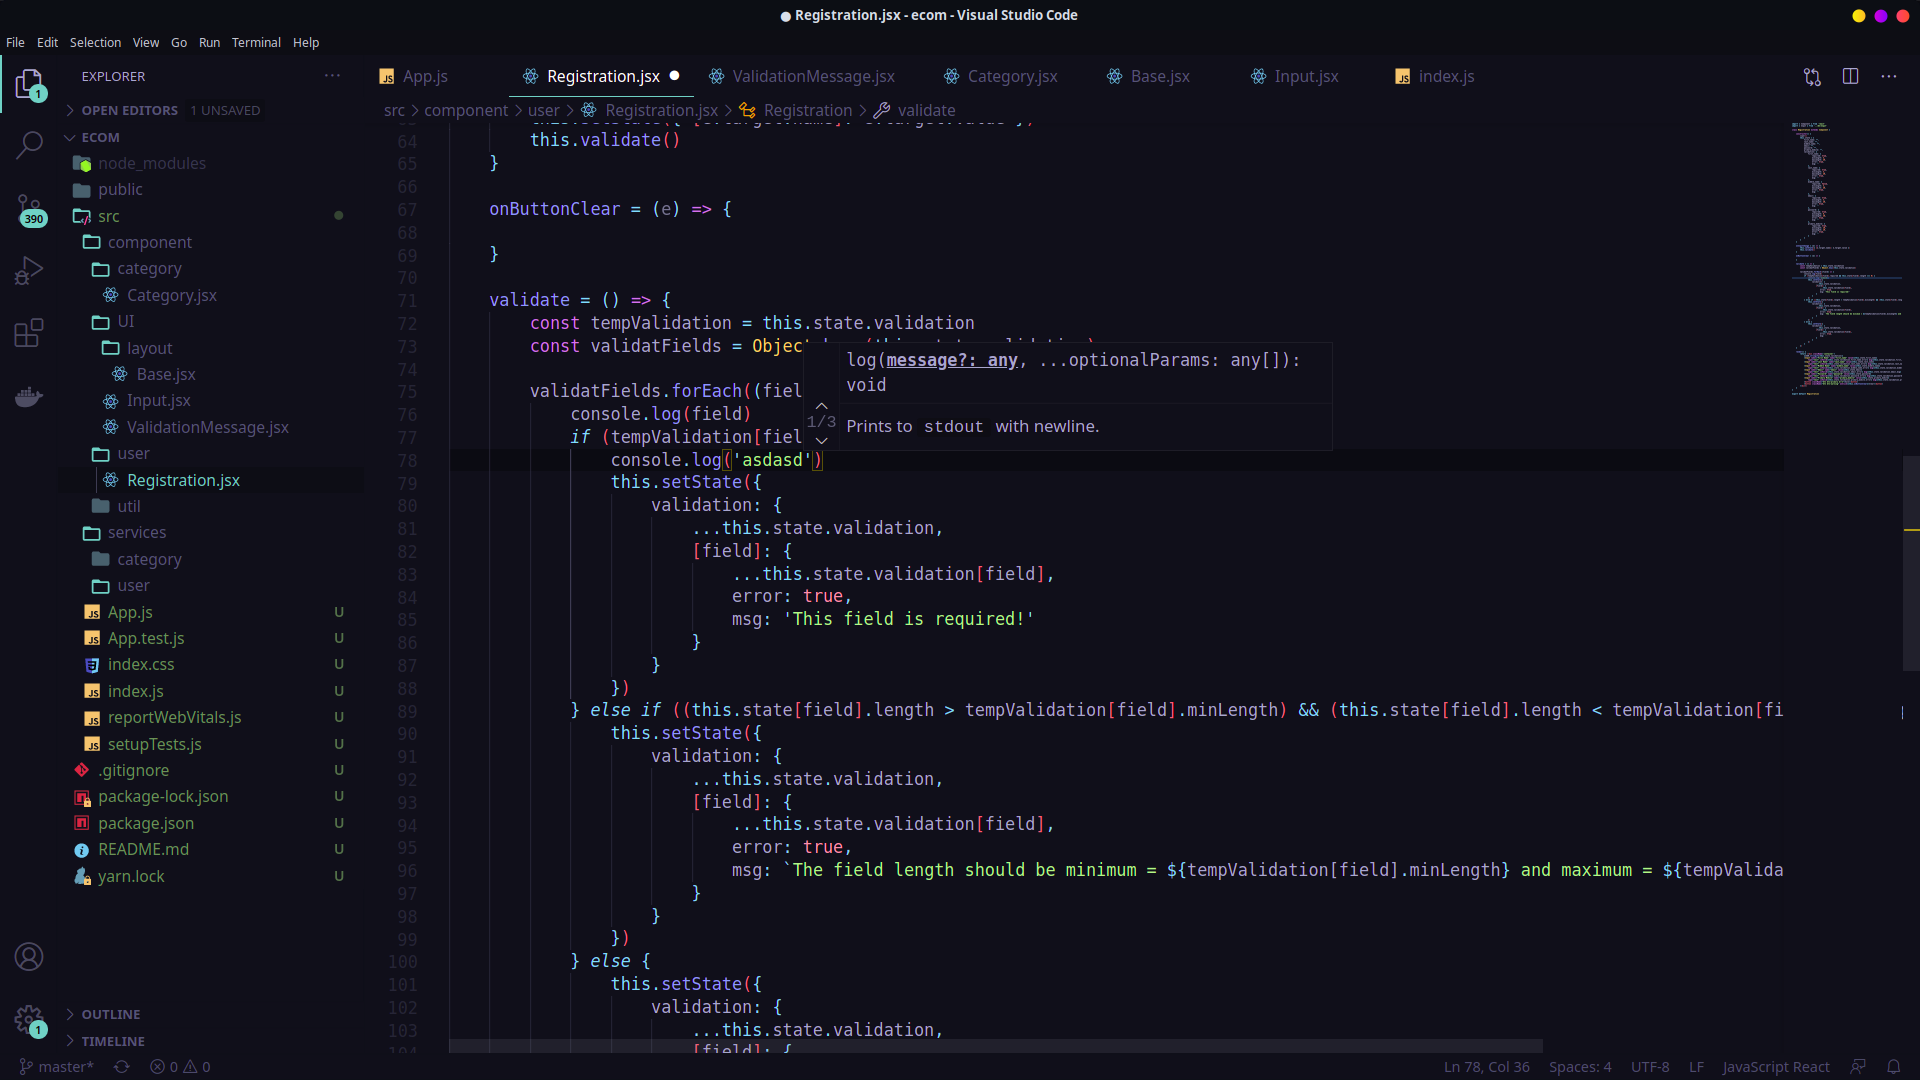 ● Registration.jsx - ecom - Visual Studio Code
File Edit Selection View Go Run Terminal Help
EXPLORER
OPEN EDITORS 1 UNSAVED
ECOM
node_modules
public
src
component
category
Category.jsx
UI
layout
Base.jsx
Input.jsx
ValidationMessage.jsx
user
Registration.jsx
util
services
category
user
App.js U
App.test.js U
index.css U
index.js U
reportWebVitals.js U
setupTests.js U
.gitignore U
package-lock.json U
package.json U
README.md U
yarn.lock U
OUTLINE
TIMELINE
1
390
1
App.js Registration.jsx ● ValidationMessage.jsx Category.jsx Base.jsx Input.jsx index.js
src > component > user > Registration.jsx > Registration > validate
64 this.validate()
65 }
66
67 onButtonClear = (e) => {
68
69 }
70
71 validate = () => {
72 const tempValidation = this.state.validation
73 const validatFields = Object
74
75 validatFields.forEach((fiel
76 console.log(field)
77 if (tempValidation[fiel
78 console.log('asdasd')
79 this.setState({
80 validation: {
81 ...this.state.validation,
82 [field]: {
83 ...this.state.validation[field],
84 error: true,
85 msg: 'This field is required!'
86 }
87 }
88 })
89 } else if ((this.state[field].length > tempValidation[field].minLength) && (this.state[field].length < tempValidation[fi
90 this.setState({
91 validation: {
92 ...this.state.validation,
93 [field]: {
94 ...this.state.validation[field],
95 error: true,
96 msg: `The field length should be minimum = ${tempValidation[field].minLength} and maximum = ${tempValida
97 }
98 }
99 })
100 } else {
101 this.setState({
102 validation: {
103 ...this.state.validation,
104 [field]: {
log(message?: any, ...optionalParams: any[]):
void
1/3
Prints to stdout with newline.
master* 0 0 Ln 78, Col 36 Spaces: 4 UTF-8 LF JavaScript React